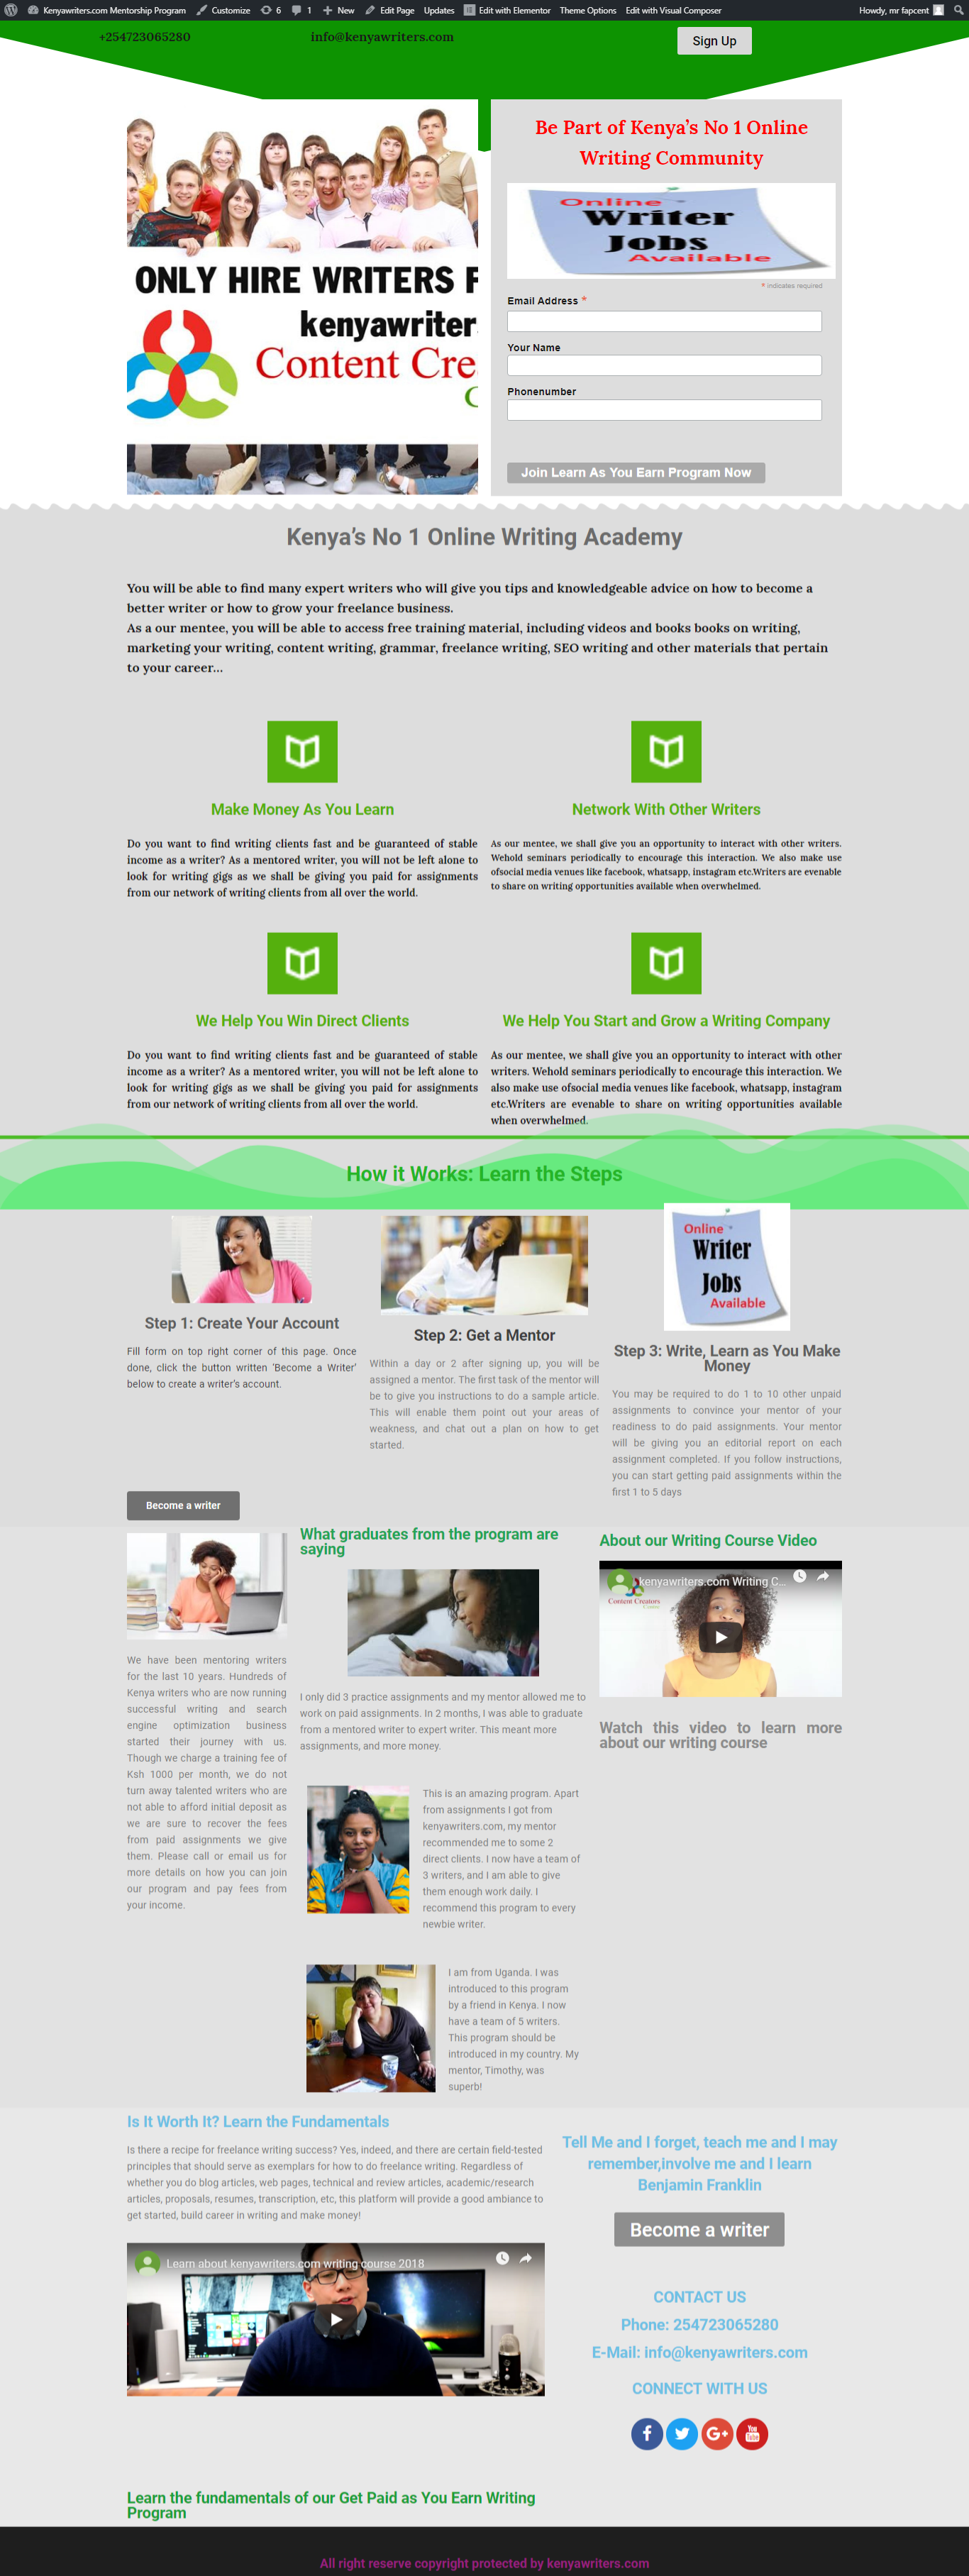 Kenyawriters.com Mentorship Program Customize 6 1 New Edit Page Updates Edit with Elementor Theme Options Edit with Visual Composer Howdy, mr fapcent
+254723065280 info@kenyawriters.com Sign Up
ONLY HIRE WRITERS F
kenyawriter
Content Cre
C
Be Part of Kenya's No 1 Online
Writing Community
Online
Writer
Jobs
Available
* indicates required
Email Address *
Your Name
Phonenumber
Join Learn As You Earn Program Now
Kenya's No 1 Online Writing Academy
You will be able to find many expert writers who will give you tips and knowledgeable advice on how to become a
better writer or how to grow your freelance business.
As a our mentee, you will be able to access free training material, including videos and books books on writing,
marketing your writing, content writing, grammar, freelance writing, SEO writing and other materials that pertain
to your career...
Make Money As You Learn
Do you want to find writing clients fast and be guaranteed of stable
income as a writer? As a mentored writer, you will not be left alone to
look for writing gigs as we shall be giving you paid for assignments
from our network of writing clients from all over the world.
Network With Other Writers
As our mentee, we shall give you an opportunity to interact with other writers.
Wehold seminars periodically to encourage this interaction. We also make use
ofsocial media venues like facebook, whatsapp, instagram etc.Writers are evenable
to share on writing opportunities available when overwhelmed.
We Help You Win Direct Clients
Do you want to find writing clients fast and be guaranteed of stable
income as a writer? As a mentored writer, you will not be left alone to
look for writing gigs as we shall be giving you paid for assignments
from our network of writing clients from all over the world.
We Help You Start and Grow a Writing Company
As our mentee, we shall give you an opportunity to interact with other
writers. Wehold seminars periodically to encourage this interaction. We
also make use ofsocial media venues like facebook, whatsapp, instagram
etc.Writers are evenable to share on writing opportunities available
when overwhelmed.
How it Works: Learn the Steps
Step 1: Create Your Account
Fill form on top right corner of this page. Once
done, click the button written 'Become a Writer'
below to create a writer's account.
Become a writer
Step 2: Get a Mentor
Within a day or 2 after signing up, you will be
assigned a mentor. The first task of the mentor will
be to give you instructions to do a sample article.
This will enable them point out your areas of
weakness, and chat out a plan on how to get
started.
Online
Writer
Jobs
Available
Step 3: Write, Learn as You Make
Money
You may be required to do 1 to 10 other unpaid
assignments to convince your mentor of your
readiness to do paid assignments. Your mentor
will be giving you an editorial report on each
assignment completed. If you follow instructions,
you can start getting paid assignments within the
first 1 to 5 days
We have been mentoring writers
for the last 10 years. Hundreds of
Kenya writers who are now running
successful writing and search
engine optimization business
started their journey with us.
Though we charge a training fee of
Ksh 1000 per month, we do not
turn away talented writers who are
not able to afford initial deposit as
we are sure to recover the fees
from paid assignments we give
them. Please call or email us for
more details on how you can join
our program and pay fees from
your income.
What graduates from the program are
saying
I only did 3 practice assignments and my mentor allowed me to
work on paid assignments. In 2 months, I was able to graduate
from a mentored writer to expert writer. This meant more
assignments, and more money.
This is an amazing program. Apart
from assignments I got from
kenyawriters.com, my mentor
recommended me to some 2
direct clients. I now have a team of
3 writers, and I am able to give
them enough work daily. I
recommend this program to every
newbie writer.
I am from Uganda. I was
introduced to this program
by a friend in Kenya. I now
have a team of 5 writers.
This program should be
introduced in my country. My
mentor, Timothy, was
superb!
About our Writing Course Video
kenyawriters.com Writing C...
Content Creators
Watch this video to learn more
about our writing course
Is It Worth It? Learn the Fundamentals
Is there a recipe for freelance writing success? Yes, indeed, and there are certain field-tested
principles that should serve as exemplars for how to do freelance writing. Regardless of
whether you do blog articles, web pages, technical and review articles, academic/research
articles, proposals, resumes, transcription, etc, this platform will provide a good ambiance to
get started, build career in writing and make money!
Learn about kenyawriters.com writing course 2018
Learn the fundamentals of our Get Paid as You Earn Writing
Program
Tell Me and I forget, teach me and I may
remember,involve me and I learn
Benjamin Franklin
Become a writer
CONTACT US
Phone: 254723065280
E-Mail: info@kenyawriters.com
CONNECT WITH US
f G+ You Tube
All right reserve copyright protected by kenyawriters.com